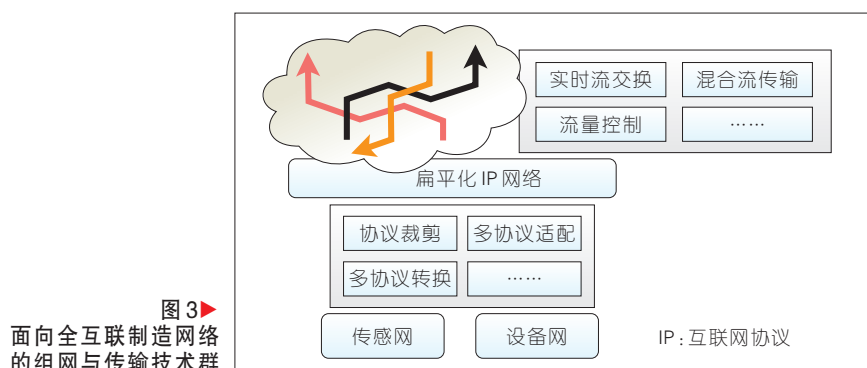 实时流交换 混合流传输
流量控制 ……
扁平化IP网络
协议裁剪 多协议适配
多协议转换 ……
传感网 设备网 IP:互联网协议
图3▶
面向全互联制造网络
的组网与传输技术群